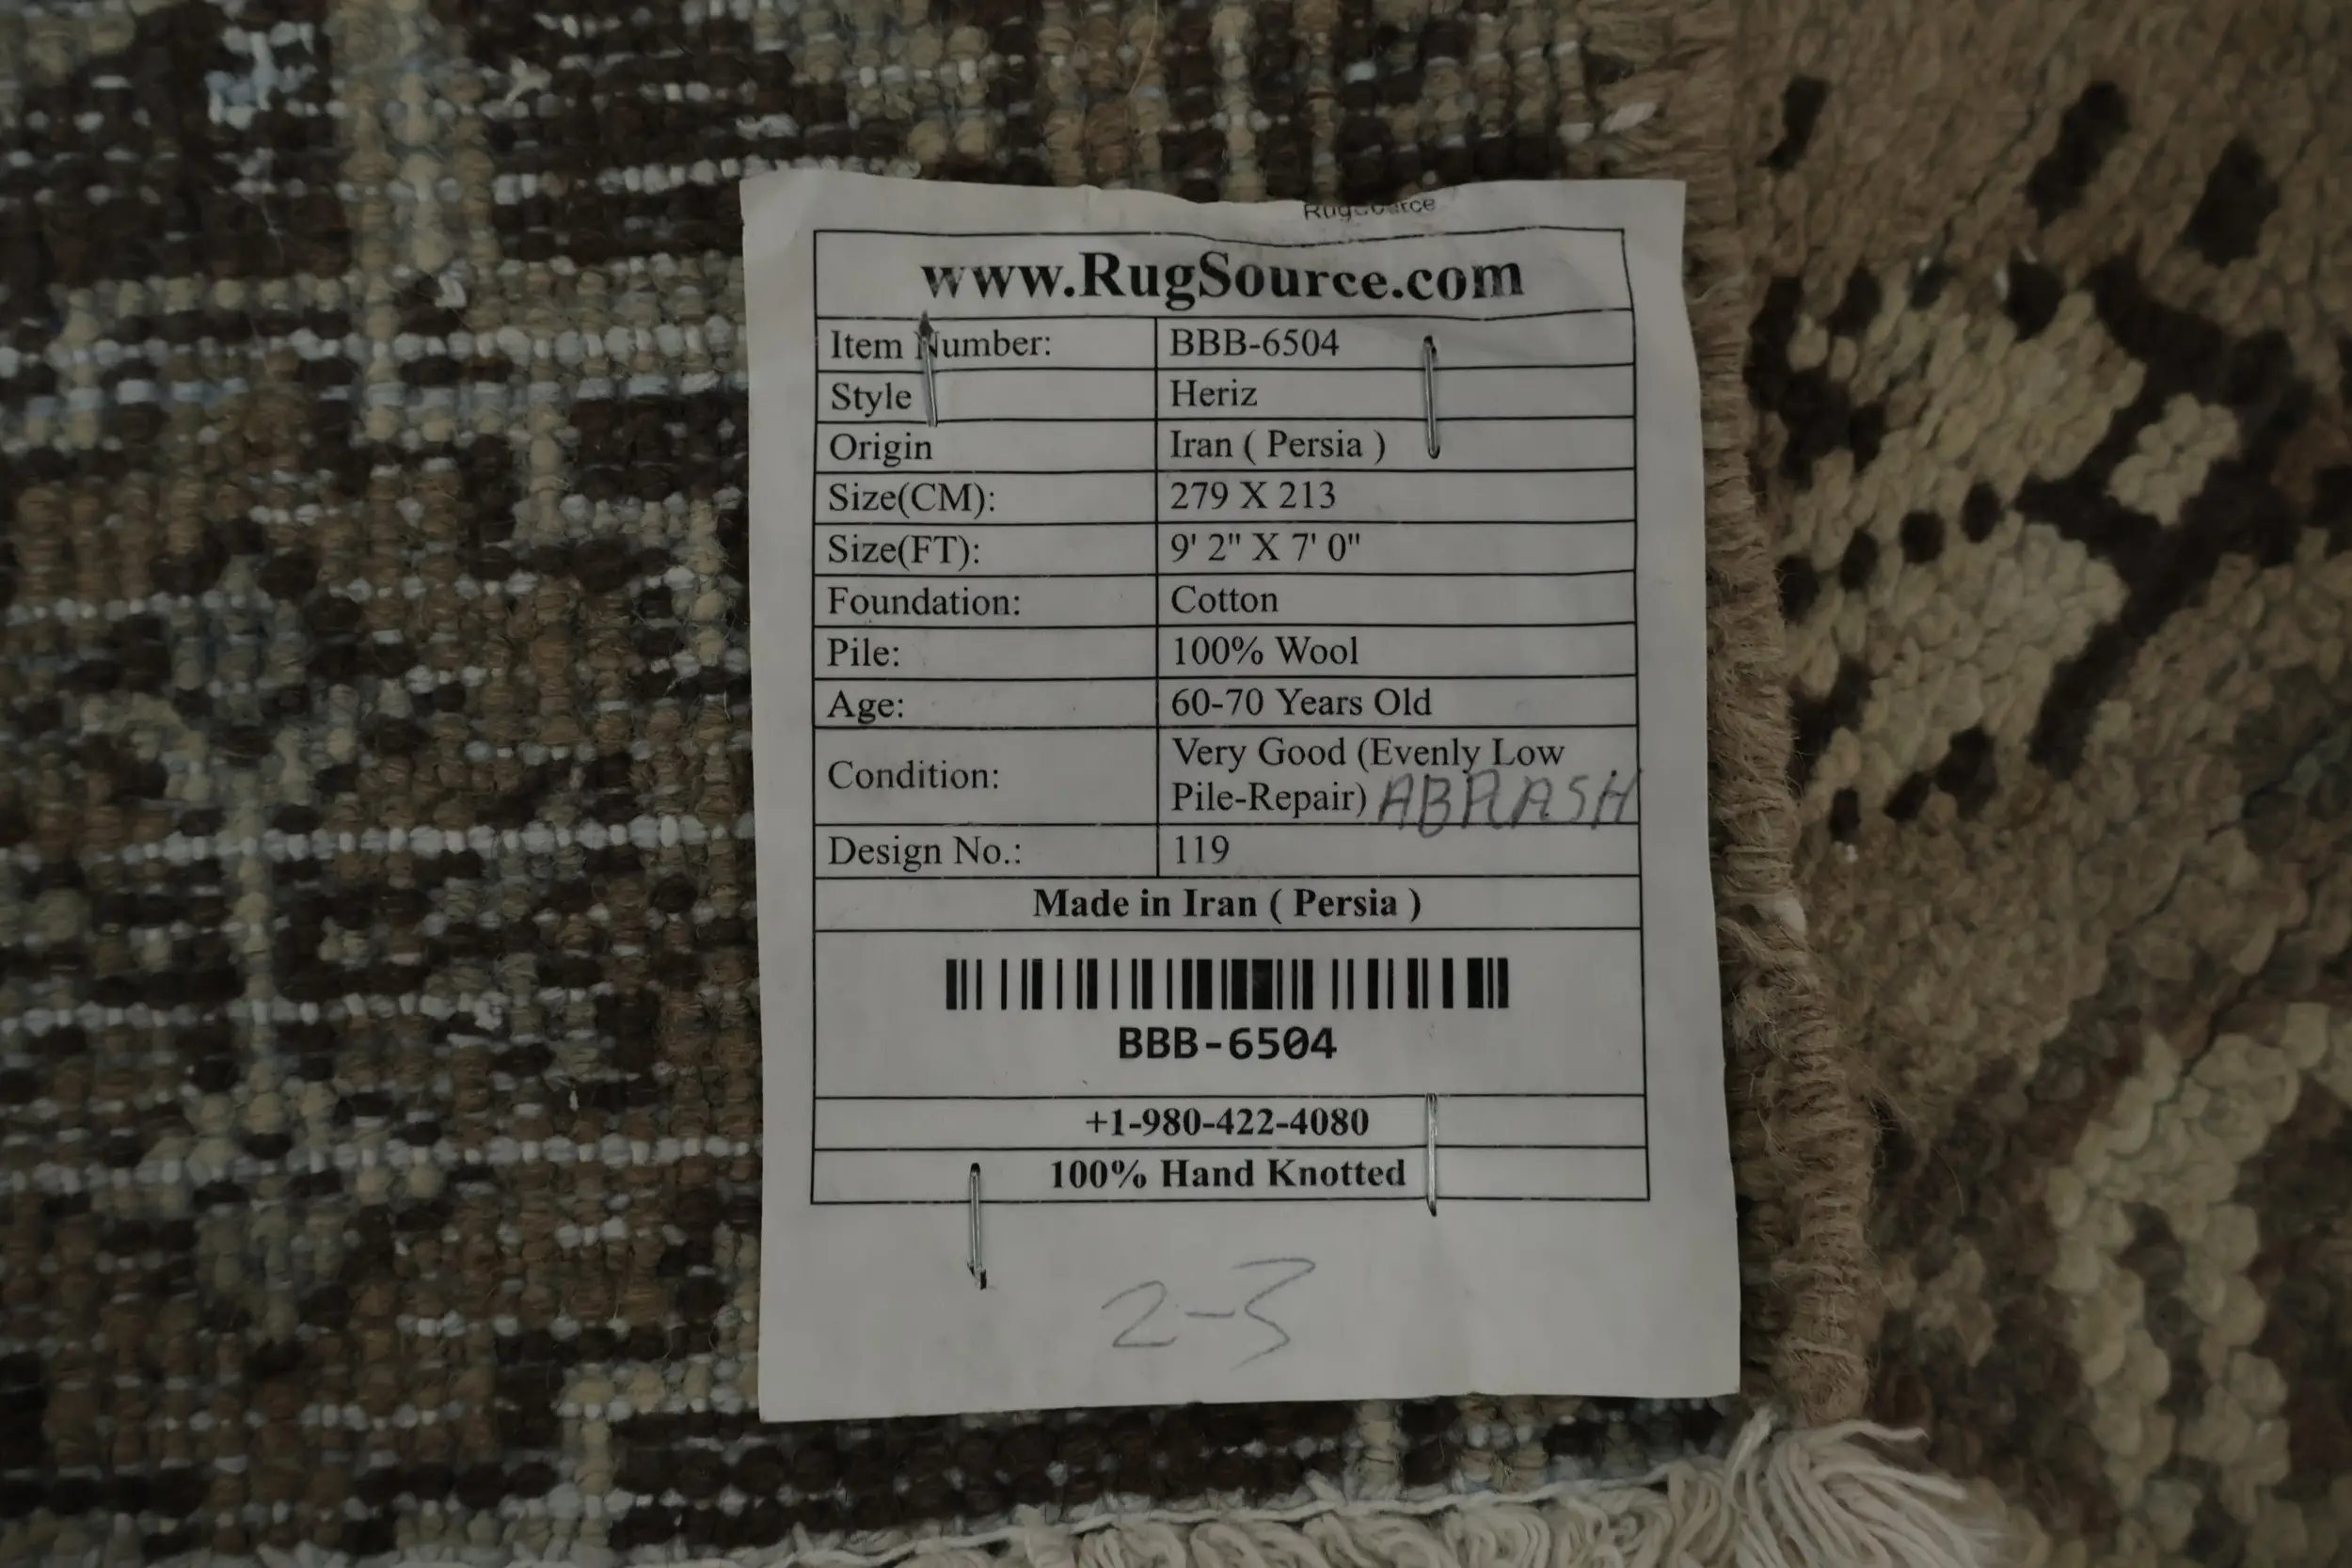 RugSource
www.RugSource.com
Item Number: BBB-6504
Style Heriz
Origin Iran ( Persia )
Size(CM): 279 X 213
Size(FT): 9' 2" X 7' 0"
Foundation: Cotton
Pile: 100% Wool
Age: 60-70 Years Old
Condition: Very Good (Evenly Low
Pile-Repair) ABRASH
Design No.: 119
Made in Iran ( Persia )
BBB-6504
+1-980-422-4080
100% Hand Knotted
2-3